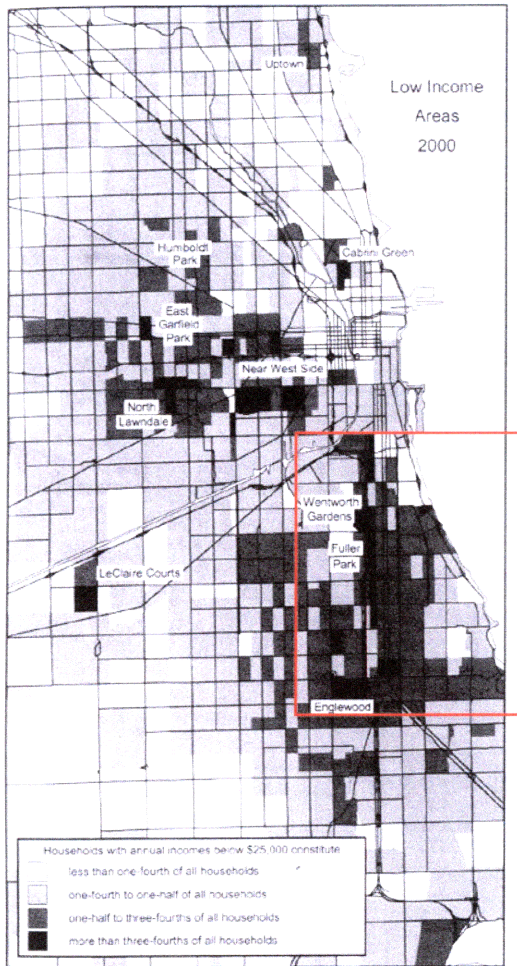 Uptown
Low Income
Areas
2000
Humboldt
Park
Cabrini Green
East
Garfield
Park
Near West Side
North
Lawndale
Wentworth
Gardens
Fuller
Park
LeClaire Courts
Englewood
Households with annual incomes below $25,000 constitute
less than one-fourth of all households
one-fourth to one-half of all households
one-half to three-fourths of all households
more than three-fourths of all households